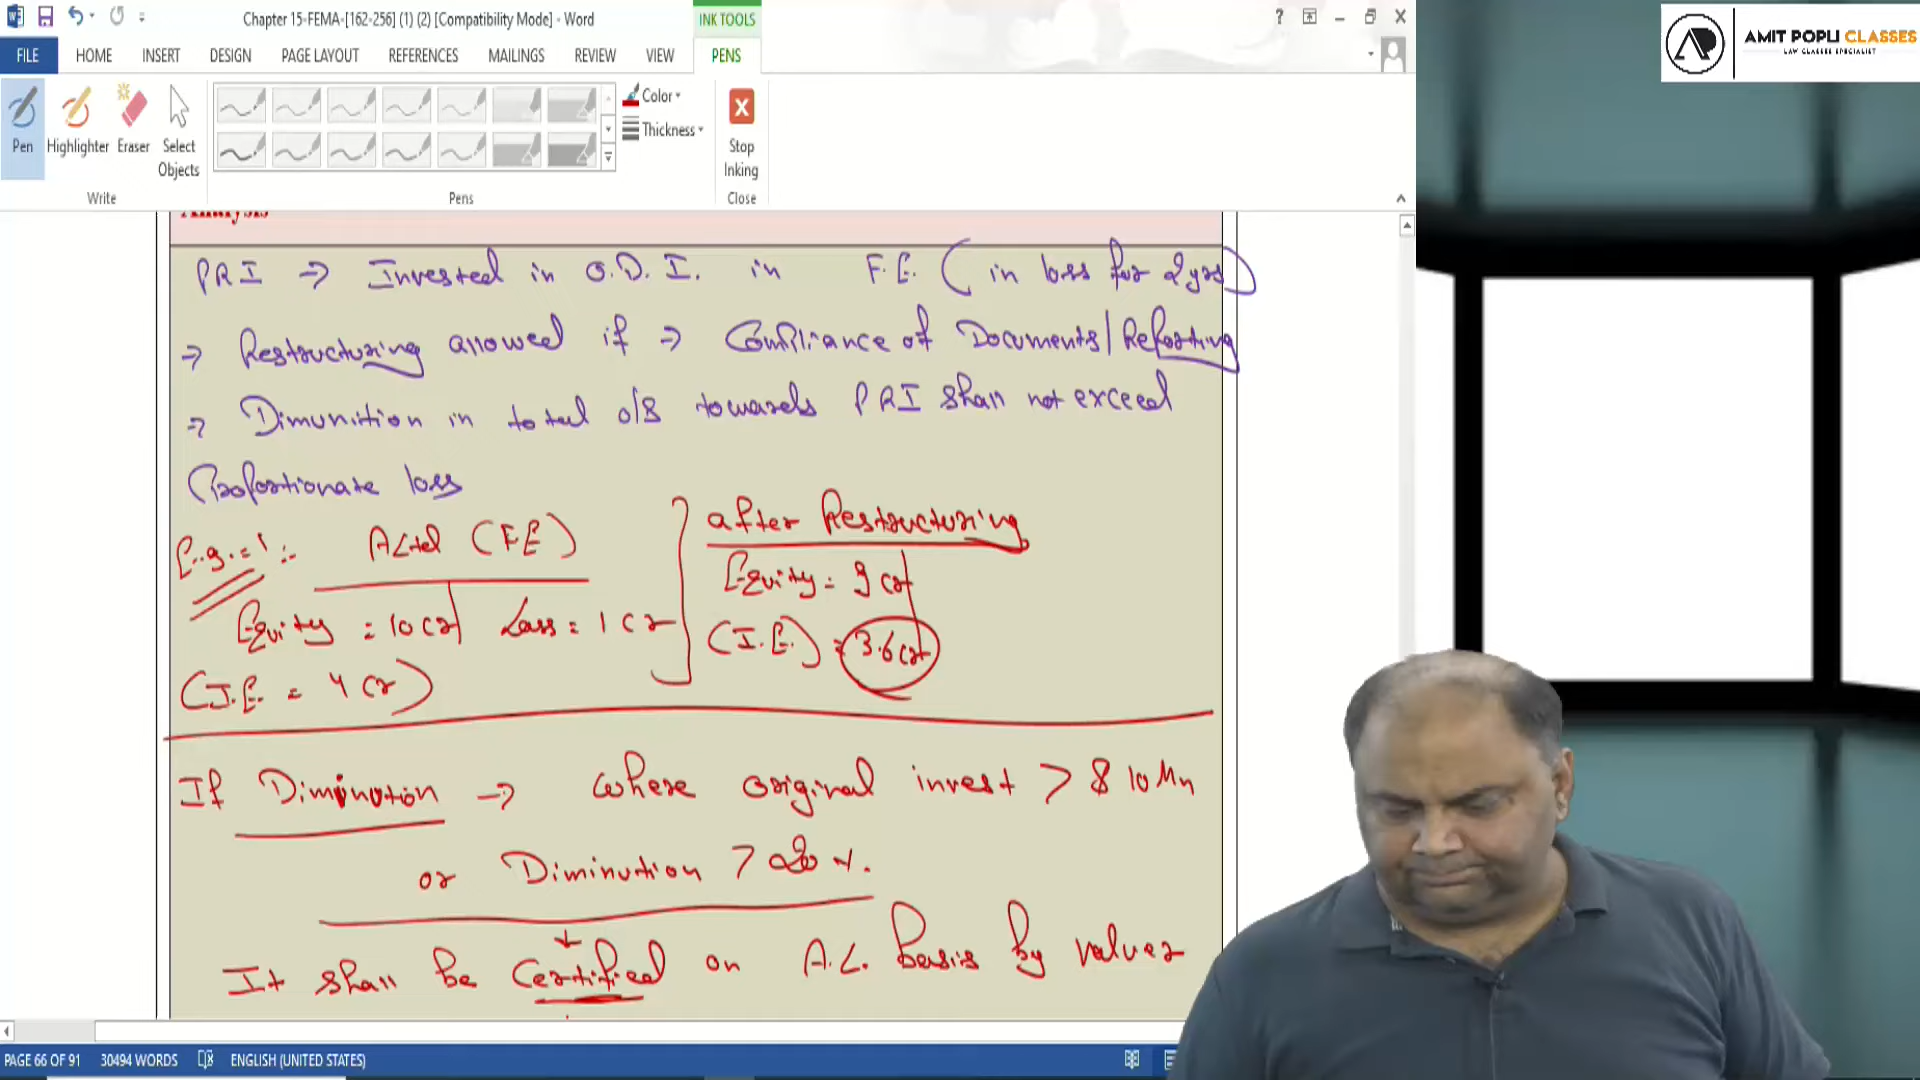 Chapter 15-FEMA-[162-256] (1) (2) [Compatibility Mode] - Word
INK TOOLS
AMIT POPLI CLASSES
LAW CLASSES SPECIALIST
FILE HOME INSERT DESIGN PAGE LAYOUT REFERENCES MAILINGS REVIEW VIEW PENS
Pen Highlighter Eraser Select Objects
Color
Thickness
Stop Inking
Write Pens Close
Analysis
PRI ⇒ Invested in O.D.I. in F.E. (in loss for 2yrs)
⇒ Restructuring allowed if ⇒ Compliance of Documents/Reporting
⇒ Dimunition in total o/s towards PRI shall not exceed
Proportionate loss
E.g.=1:- A Ltd (FE)
Equity = 10 cr Loss = 1 cr
(I.E. = 4 cr)
after Restructuring
Equity = 9 cr
(I.E.) = 3.6 cr
If Diminution → where original invest > $ 10 Mn
or Diminution > 20 %.
It shall be certified on A.L. basis by valuer
PAGE 66 OF 91 30494 WORDS ENGLISH (UNITED STATES)